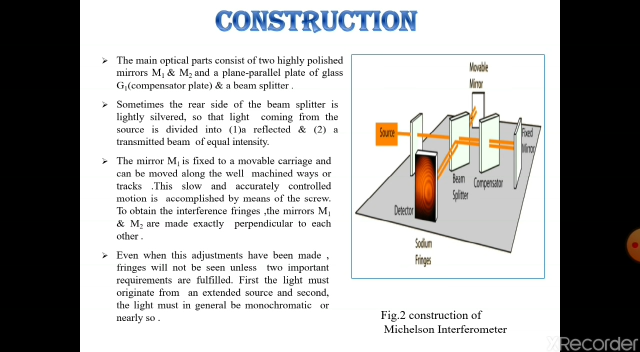 CONSTRUCTION
➢ The main optical parts consist of two highly polished
mirrors M₁ & M₂ and a plane-parallel plate of glass
G₁(compensator plate) & a beam splitter .
➢ Sometimes the rear side of the beam splitter is
lightly silvered, so that light coming from the
source is divided into (1)a reflected & (2) a
transmitted beam of equal intensity.
➢ The mirror M₁ is fixed to a movable carriage and
can be moved along the well machined ways or
tracks .This slow and accurately controlled
motion is accomplished by means of the screw.
To obtain the interference fringes ,the mirrors M₁
& M₂ are made exactly perpendicular to each
other .
➢ Even when this adjustments have been made ,
fringes will not be seen unless two important
requirements are fulfilled. First the light must
originate from an extended source and second,
the light must in general be monochromatic or
nearly so .
Movable
Mirror
Source
Fixed
Mirror
Beam
Splitter
Compensator
Detector
Sodium
Fringes
Fig.2 construction of
Michelson Interferometer
XRecorder